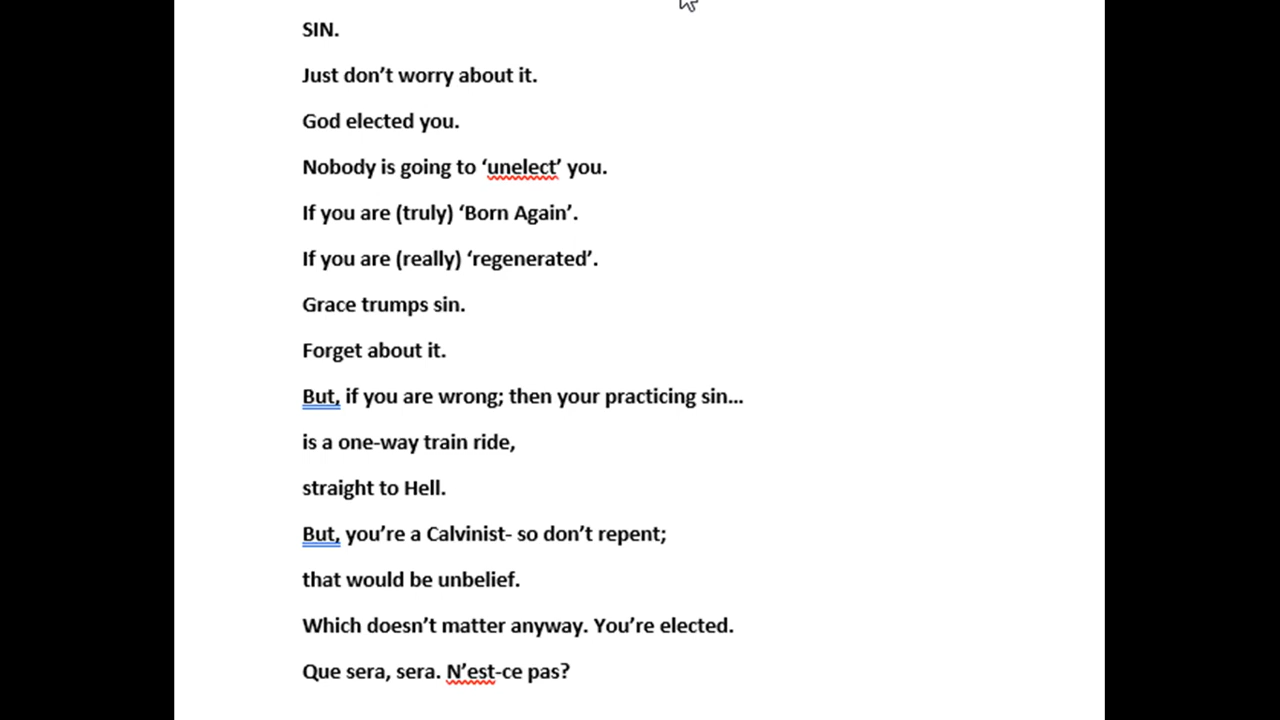 SIN.
Just don’t worry about it.
God elected you.
Nobody is going to ‘unelect’ you.
If you are (truly) ‘Born Again’.
If you are (really) ‘regenerated’.
Grace trumps sin.
Forget about it.
But, if you are wrong; then your practicing sin...
is a one-way train ride,
straight to Hell.
But, you’re a Calvinist- so don’t repent;
that would be unbelief.
Which doesn’t matter anyway. You’re elected.
Que sera, sera. N’est-ce pas?